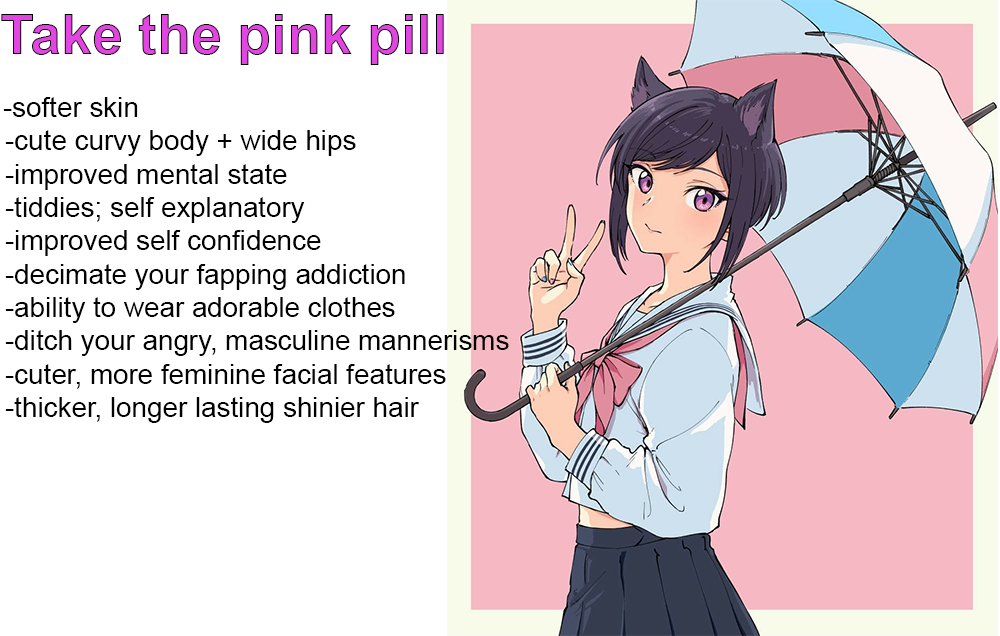 Take the pink pill
-softer skin
-cute curvy body + wide hips
-improved mental state
-tiddies; self explanatory
-improved self confidence
-decimate your fapping addiction
-ability to wear adorable clothes
-ditch your angry, masculine mannerisms
-cuter, more feminine facial features
-thicker, longer lasting shinier hair